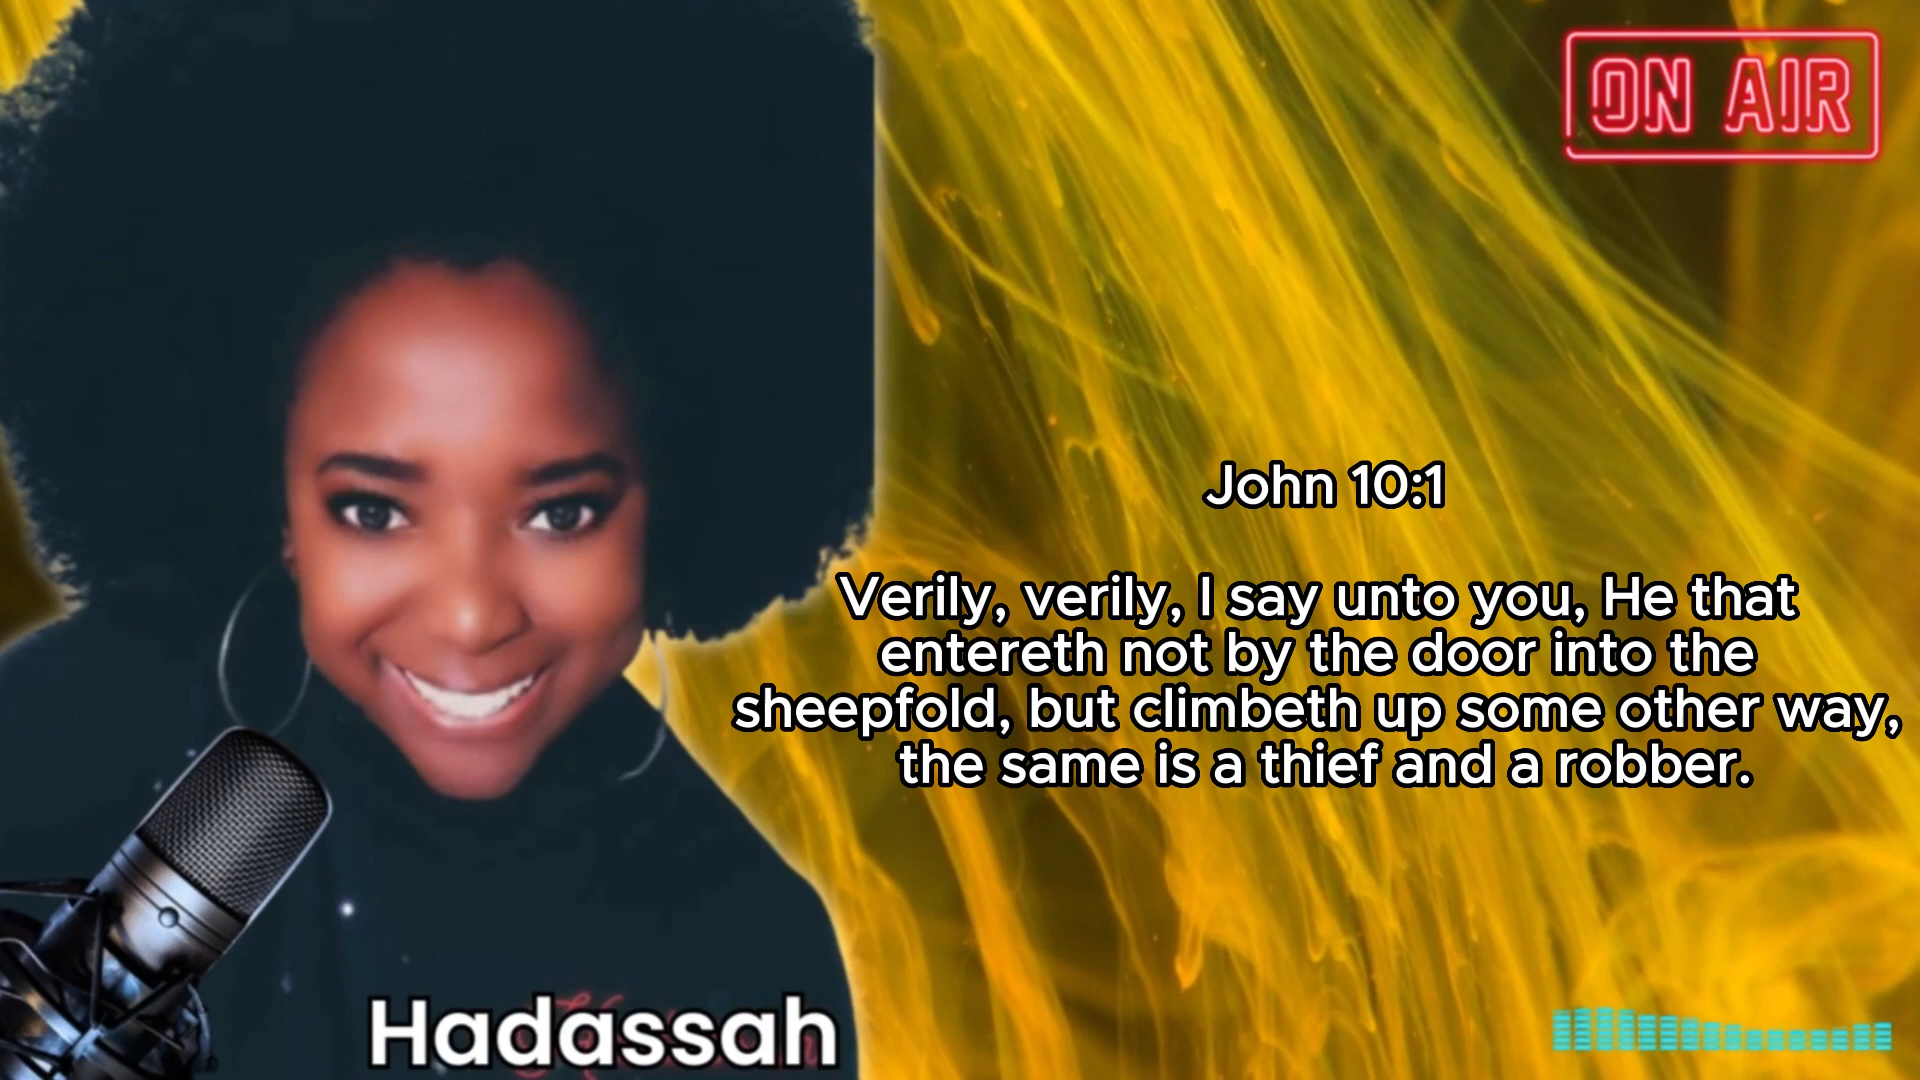 ON AIR
John 10:1
Verily, verily, I say unto you, He that
entereth not by the door into the
sheepfold, but climbeth up some other way,
the same is a thief and a robber.
Hadassah